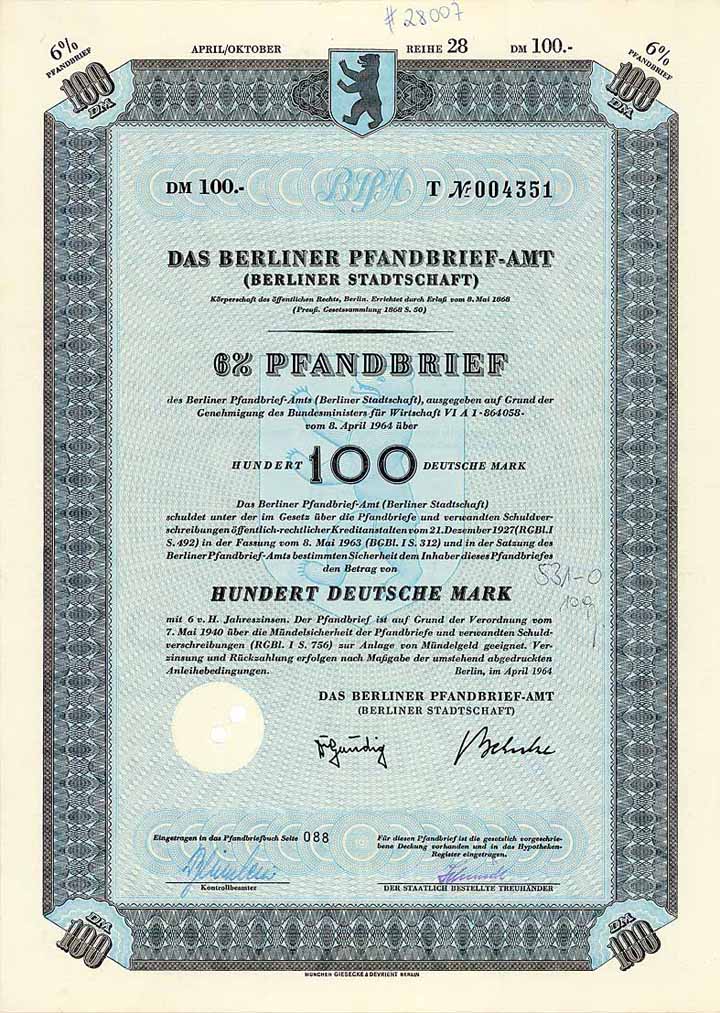 # 28007
6%
PFANDBRIEF
APRIL/OKTOBER
REIHE 28
DM 100.-
6%
PFANDBRIEF
100
DM
100
DM
DM 100.-
BPfA
T № 004351
DAS BERLINER PFANDBRIEF-AMT
(BERLINER STADTSCHAFT)
Körperschaft des öffentlichen Rechts, Berlin. Errichtet durch Erlaß vom 8. Mai 1868
(Preuß. Gesetzsammlung 1868 S. 50)
6% PFANDBRIEF
des Berliner Pfandbrief-Amts (Berliner Stadtschaft), ausgegeben auf Grund der
Genehmigung des Bundesministers für Wirtschaft VI A 1 - 864058 -
vom 8. April 1964 über
HUNDERT 100 DEUTSCHE MARK
Das Berliner Pfandbrief-Amt (Berliner Stadtschaft)
schuldet unter der im Gesetz über die Pfandbriefe und verwandten Schuldver-
schreibungen öffentlich-rechtlicher Kreditanstalten vom 21. Dezember 1927 (RGBl. I
S. 492) in der Fassung vom 8. Mai 1963 (BGBl. I S. 312) und in der Satzung des
Berliner Pfandbrief-Amts bestimmten Sicherheit dem Inhaber dieses Pfandbriefes
den Betrag von
531-0
HUNDERT DEUTSCHE MARK
mit 6 v. H. Jahreszinsen. Der Pfandbrief ist auf Grund der Verordnung vom
7. Mai 1940 über die Mündelsicherheit der Pfandbriefe und verwandten Schuld-
verschreibungen (RGBl. I S. 756) zur Anlage von Mündelgeld geeignet. Ver-
zinsung und Rückzahlung erfolgen nach Maßgabe der umstehend abgedruckten
Anleihebedingungen. Berlin, im April 1964
DAS BERLINER PFANDBRIEF-AMT
(BERLINER STADTSCHAFT)
Eingetragen in das Pfandbriefbuch Seite 088
Kontrollbeamter
Für diesen Pfandbrief ist die gesetzlich vorgeschrie-
bene Deckung vorhanden und in das Hypotheken-
Register eingetragen.
DER STAATLICH BESTELLTE TREUHÄNDER
DM
100
DM
100
MÜNCHEN GIESECKE & DEVRIENT BERLIN